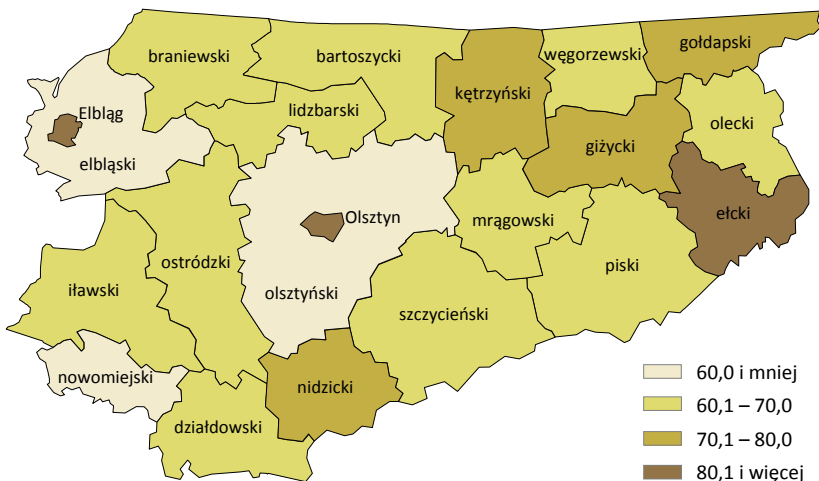 gołdapski
braniewski
bartoszycki
węgorzewski
kętrzyński
Elbląg
lidzbarski
olecki
giżycki
elbląski
ełcki
Olsztyn
mrągowski
ostródzki
piski
iławski
olsztyński
szczycieński
nowomiejski
nidzicki
działdowski
60,0 i mniej
60,1 – 70,0
70,1 – 80,0
80,1 i więcej